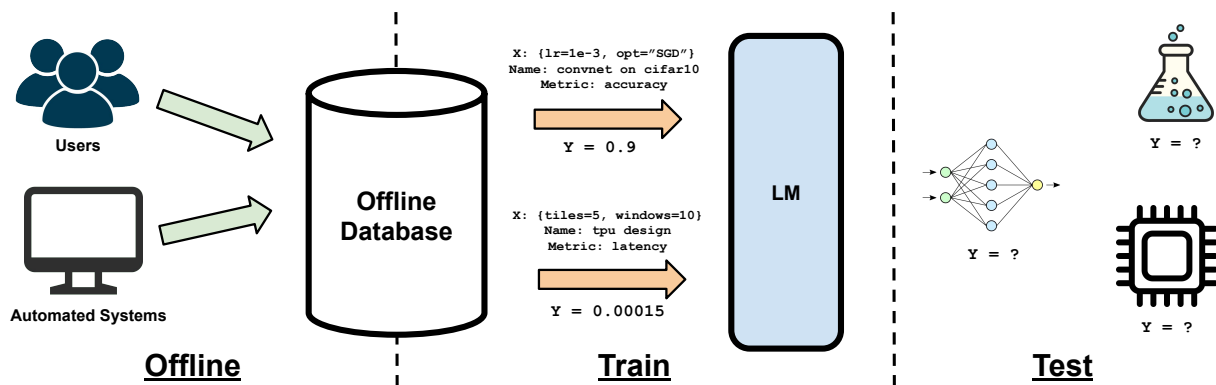 Users
Automated Systems
Offline
Offline
Database
X: {lr=1e-3, opt=”SGD”}
Name: convnet on cifar10
Metric: accuracy
Y = 0.9
X: {tiles=5, windows=10}
Name: tpu design
Metric: latency
Y = 0.00015
LM
Train
Y = ?
Y = ?
Y = ?
Test